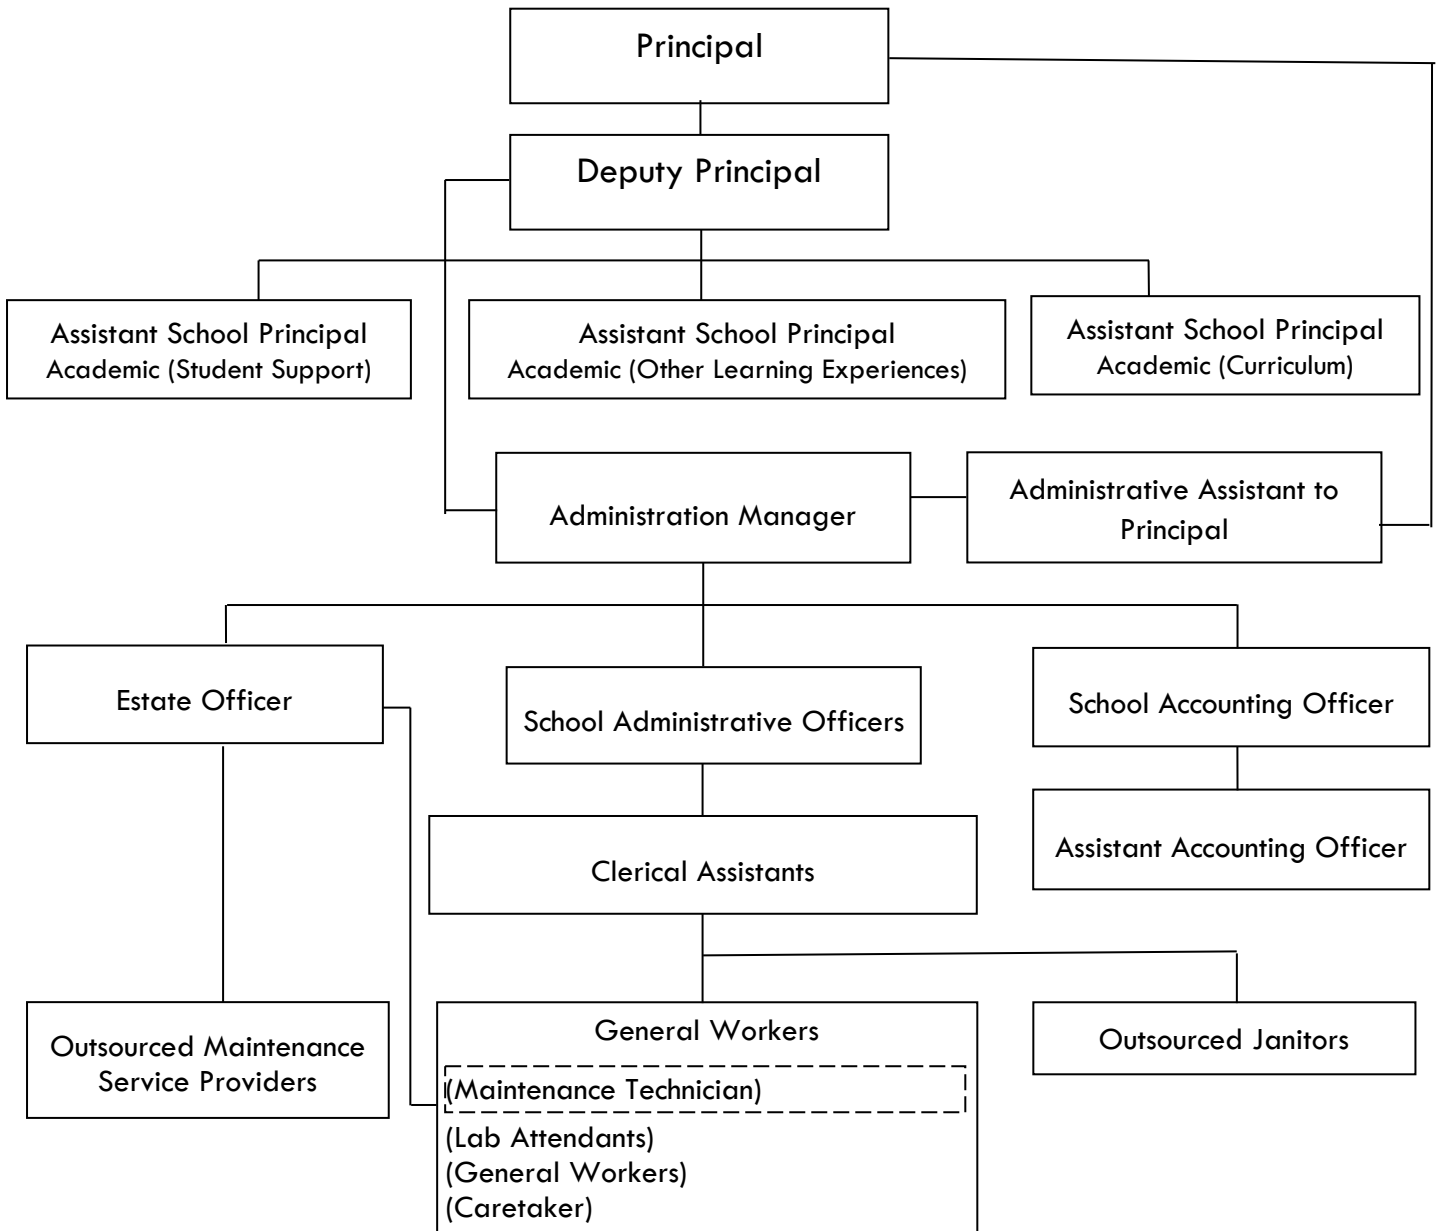 Principal
Deputy Principal
Assistant School Principal
Academic (Student Support)
Assistant School Principal
Academic (Other Learning Experiences)
Assistant School Principal
Academic (Curriculum)
Administration Manager
Administrative Assistant to
Principal
Estate Officer
School Administrative Officers
School Accounting Officer
Clerical Assistants
Assistant Accounting Officer
Outsourced Maintenance
Service Providers
General Workers
(Maintenance Technician)
(Lab Attendants)
(General Workers)
(Caretaker)
Outsourced Janitors